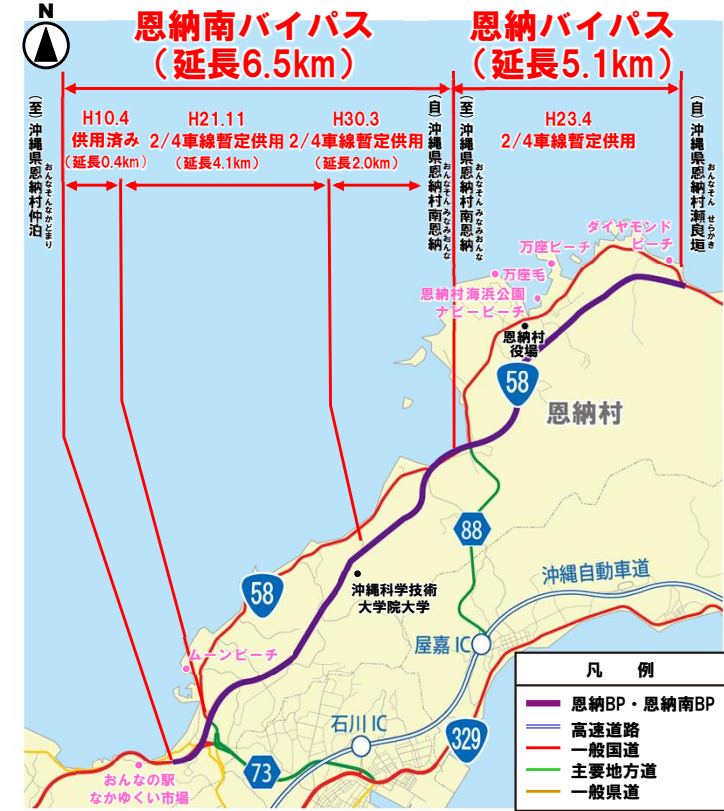 N
恩納南バイパス
（延長6.5km）
恩納バイパス
（延長5.1km）
（至）沖縄県恩納村仲泊
おんなそんなかどまり
H10.4
供用済み
（延長0.4km）
H21.11
2/4車線暫定供用
（延長4.1km）
H30.3
2/4車線暫定供用
（延長2.0km）
（自）沖縄県恩納村南恩納
おんなそん みなみおんな
（至）沖縄県恩納村南恩納
おんなそん みなみおんな
H23.4
2/4車線暫定供用
（自）沖縄県恩納村瀬良垣
おんなそん せらかき
ダイヤモンド
ビーチ
万座ビーチ
万座毛
恩納村海浜公園
ナビービーチ
恩納村
役場
58
恩納村
88
沖縄自動車道
58
沖縄科学技術
大学院大学
屋嘉IC
ムーンビーチ
石川IC
329
73
おんなの駅
なかゆくい市場
凡 例
恩納BP・恩納南BP
高速道路
一般国道
主要地方道
一般県道